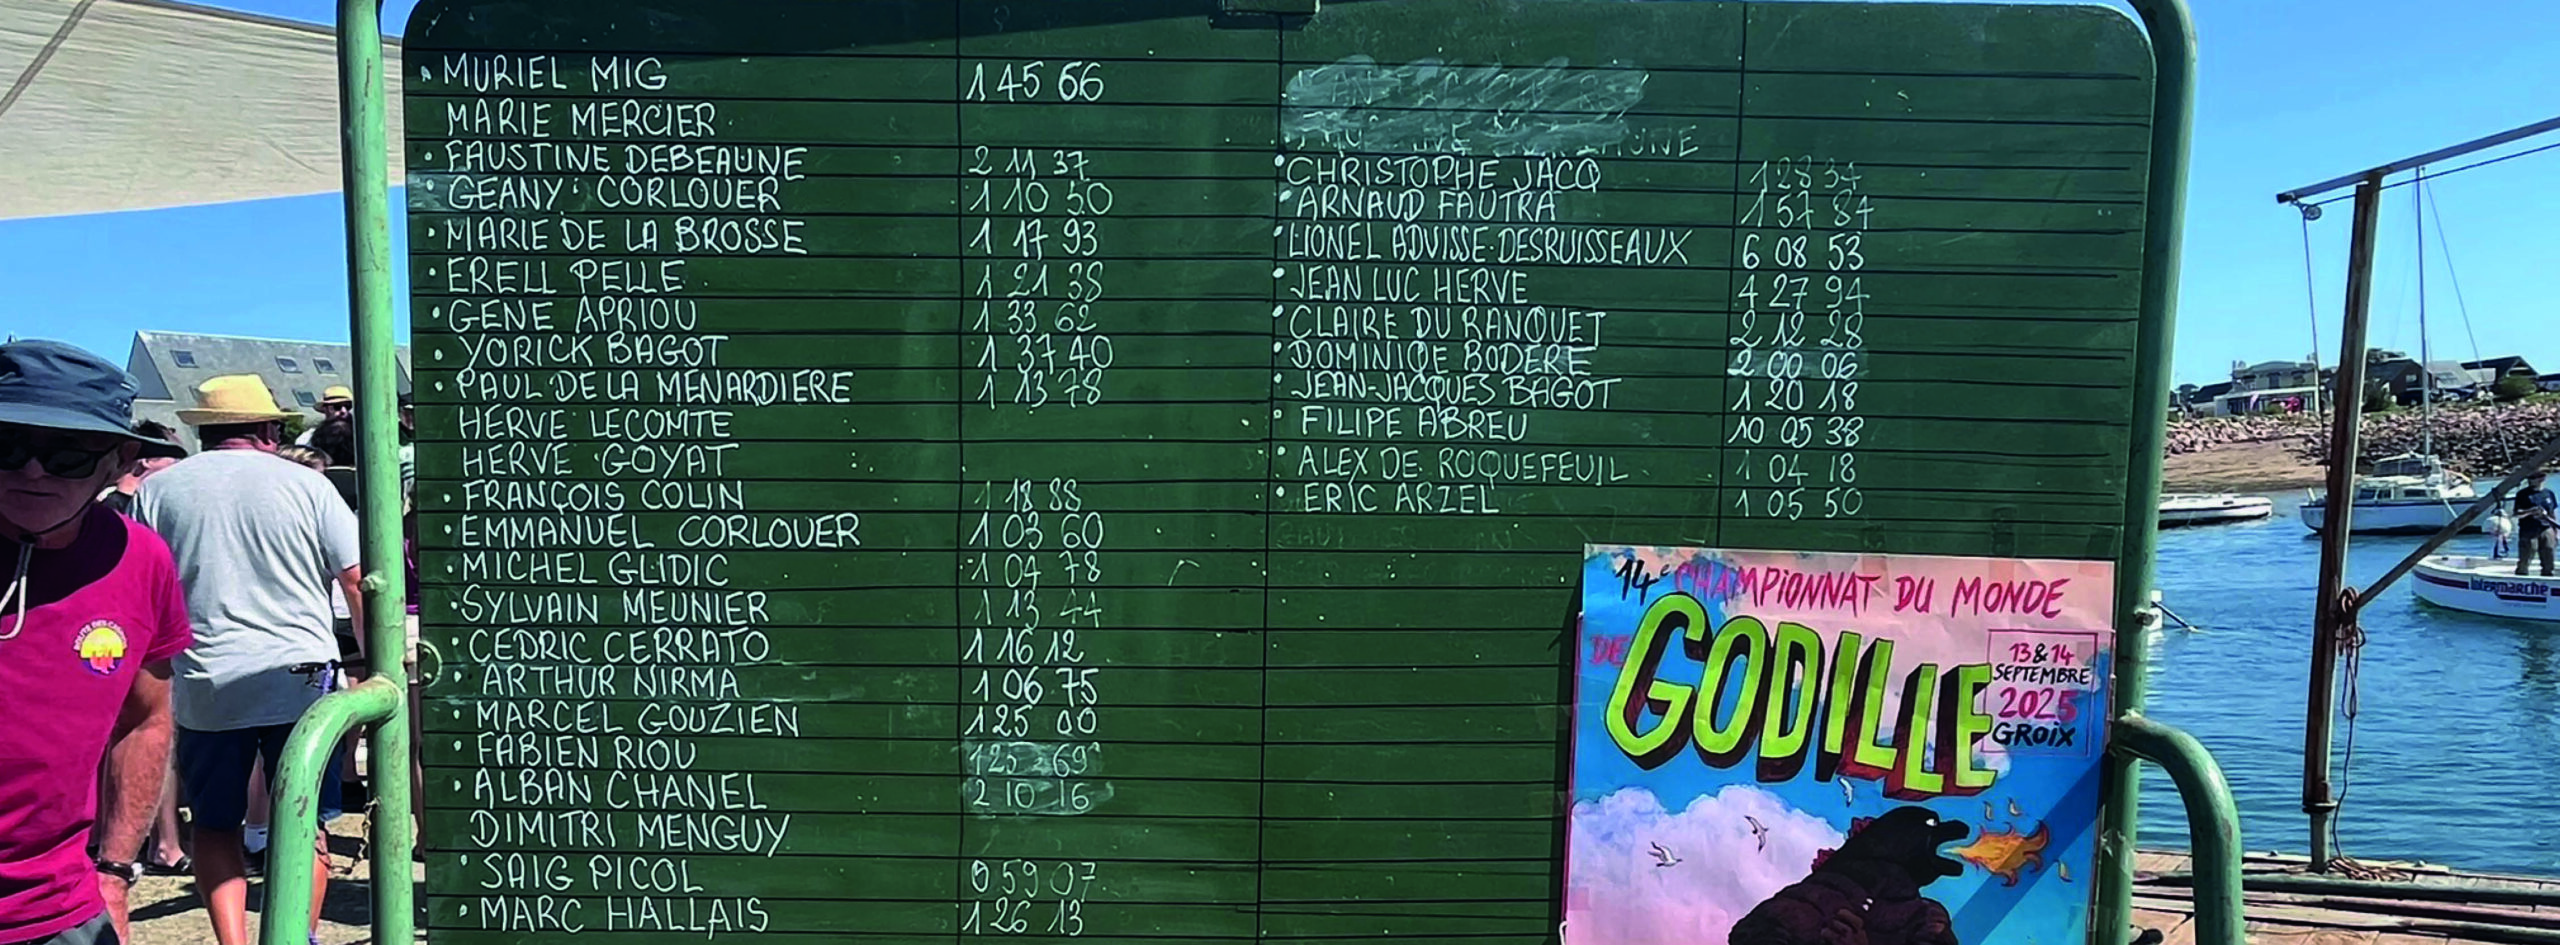 MURIEL MIG 1 45 66
MARIE MERCIER
FAUSTINE DEBEAUNE 2 11 37
GEANY CORLOUER 1 10 50
MARIE DE LA BROSSE 1 17 93
ERELL PELLE 1 21 38
GENE APRIOU 1 33 62
YORICK BAGOT 1 37 40
PAUL DE LA MENARDIERE 1 13 78
HERVE LECOMTE
HERVE GOYAT
FRANÇOIS COLIN 1 18 88
EMMANUEL CORLOUER 1 03 60
MICHEL GLIDIC 1 04 78
SYLVAIN MEUNIER 1 13 44
CEDRIC CERRATO 1 16 12
ARTHUR NIRMA 1 06 75
MARCEL GOUZIEN 1 25 00
FABIEN RIOU 1 25 69
ALBAN CHANEL 2 10 16
DIMITRI MENGUY
SAIG PICOL 0 59 07
MARC HALLAIS 1 26 13
CHRISTOPHE JACQ 1 28 34
ARNAUD FAUTRA 1 57 84
LIONEL ADVISSE-DESRUISSEAUX 6 08 53
JEAN LUC HERVE 4 27 94
CLAIRE DU RANQUET 2 12 28
DOMINIQE BODERE 2 00 06
JEAN-JACQUES BAGOT 1 20 18
FILIPE ABREU 10 05 38
ALEX DE ROQUEFEUIL 1 04 18
ERIC ARZEL 1 05 50
14e CHAMPIONNAT DU MONDE
DE GODILLE
13 & 14
SEPTEMBRE
2025
GROIX
Intermarche